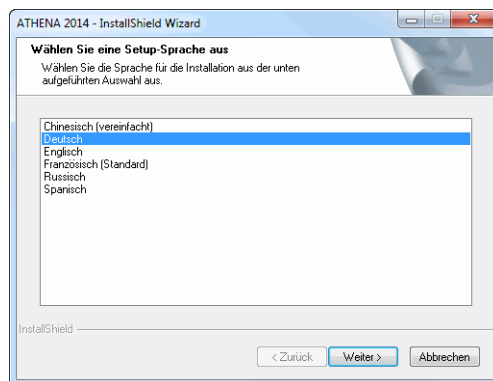 ATHENA 2014 - InstallShield Wizard
Wählen Sie eine Setup-Sprache aus
Wählen Sie die Sprache für die Installation aus der unten
aufgeführten Auswahl aus.
Chinesisch (vereinfacht)
Deutsch
Englisch
Französisch (Standard)
Russisch
Spanisch
InstallShield
< Zurück Weiter > Abbrechen